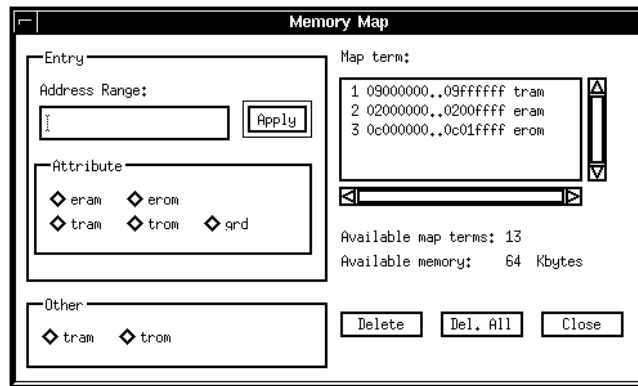 Memory Map
Entry
Address Range:
Apply
Attribute
eram erom
tram trom grd
Other
tram trom
Map term:
1 09000000..09ffffff tram
2 02000000..0200ffff eram
3 0c000000..0c01ffff erom
Available map terms: 13
Available memory: 64 Kbytes
Delete Del. All Close